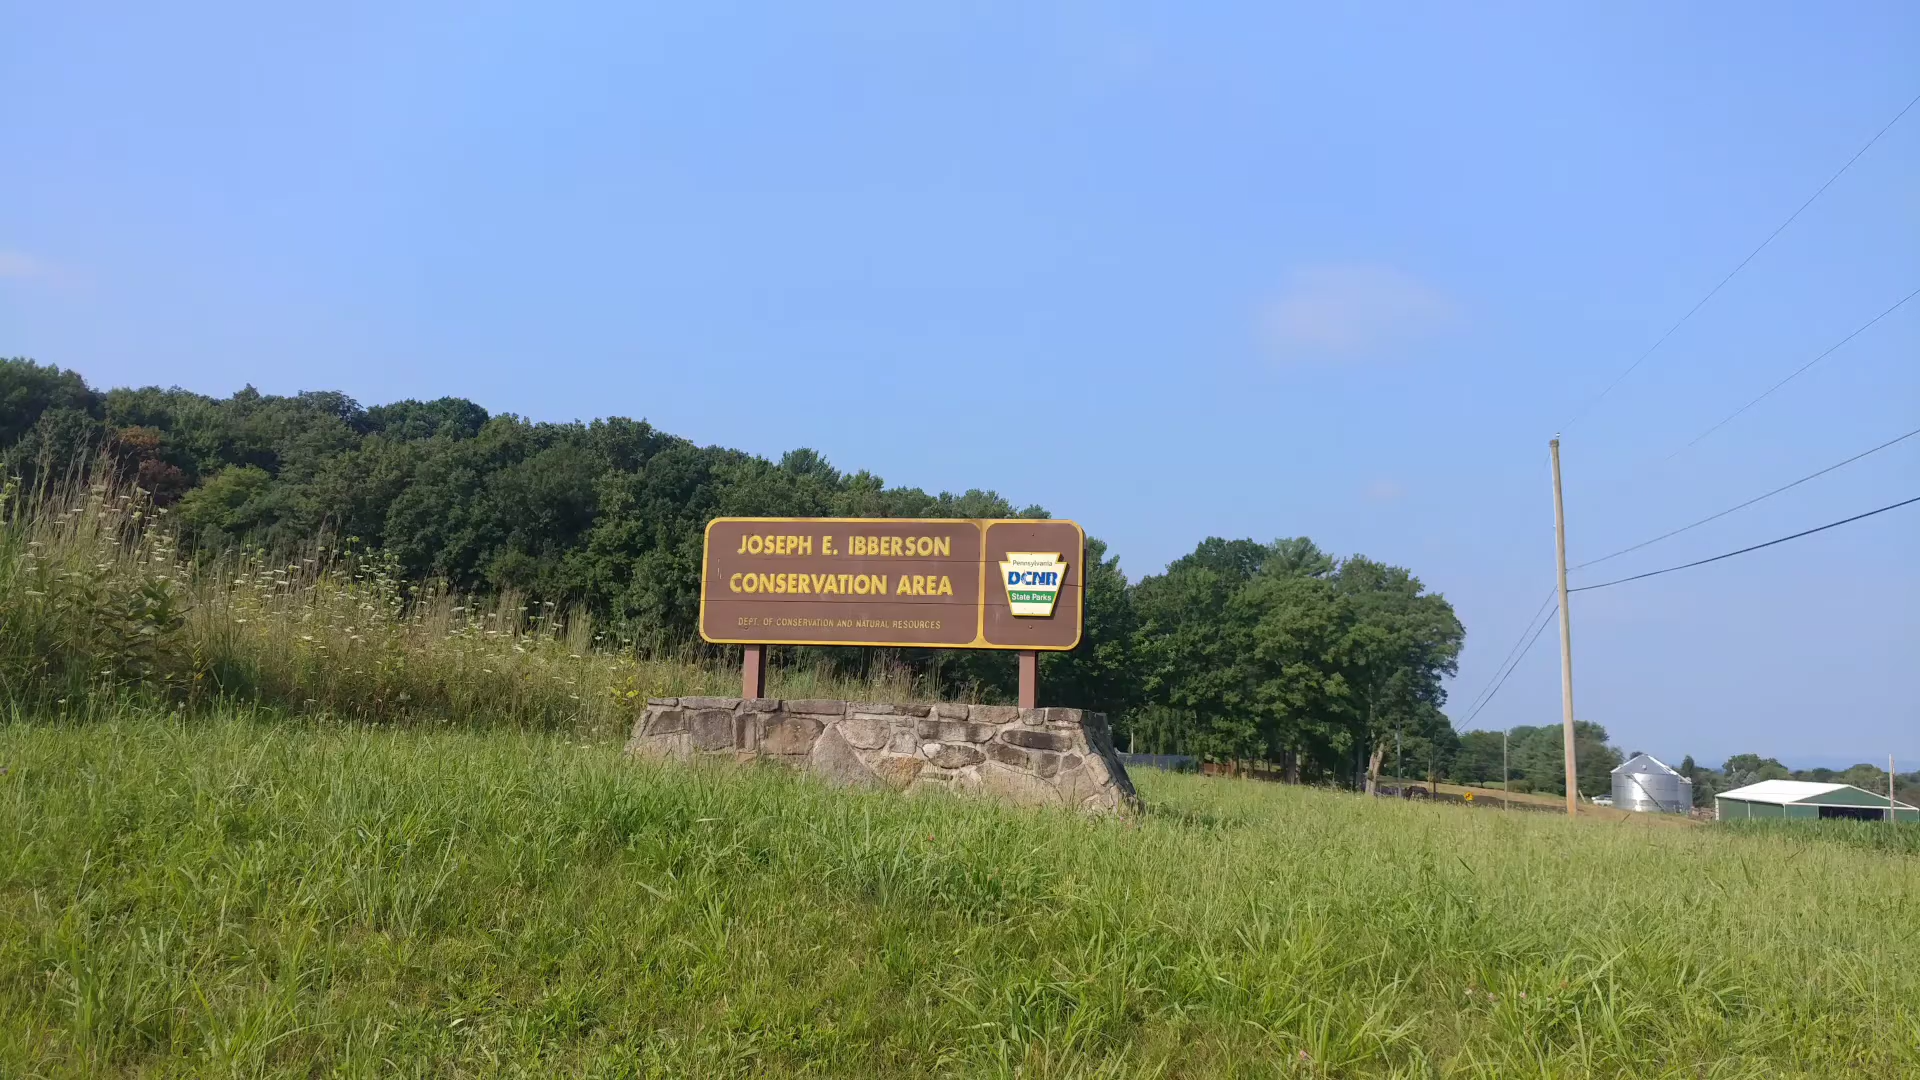 JOSEPH E. IBBERSON
CONSERVATION AREA
DEPT. OF CONSERVATION AND NATURAL RESOURCES
Pennsylvania
DCNR
State Parks